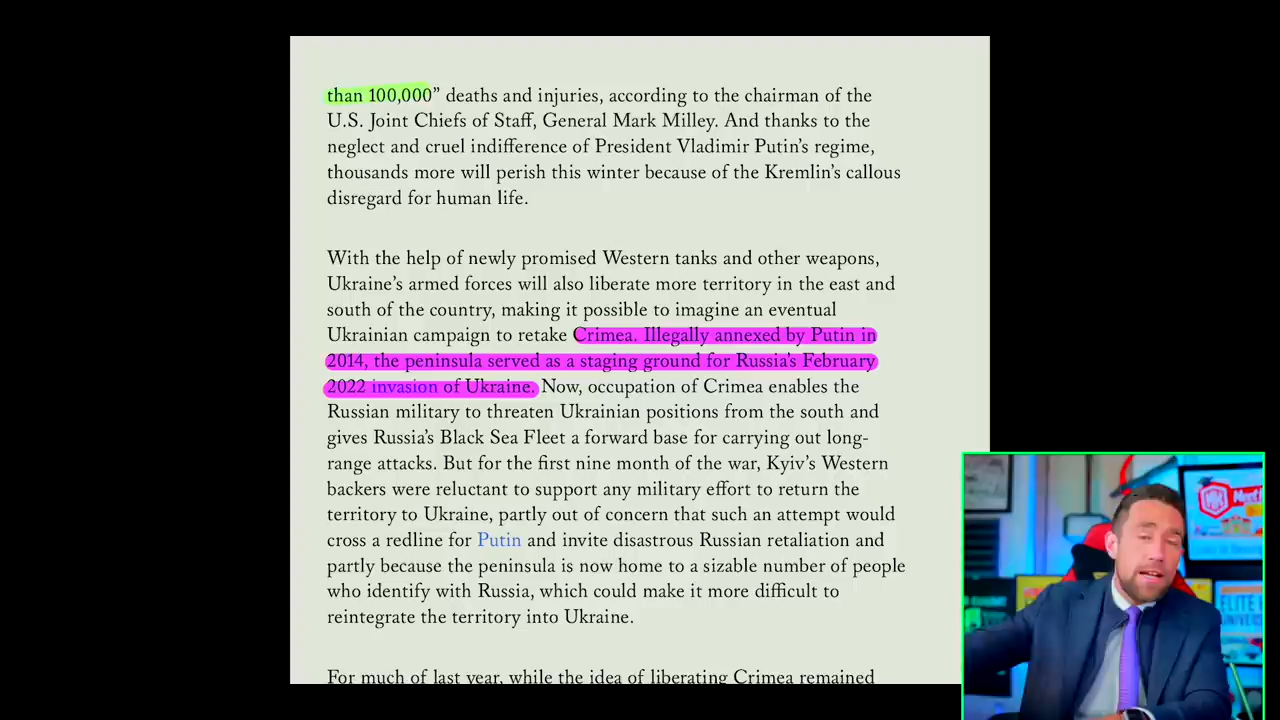 than 100,000” deaths and injuries, according to the chairman of the
U.S. Joint Chiefs of Staff, General Mark Milley. And thanks to the
neglect and cruel indifference of President Vladimir Putin’s regime,
thousands more will perish this winter because of the Kremlin’s callous
disregard for human life.
With the help of newly promised Western tanks and other weapons,
Ukraine’s armed forces will also liberate more territory in the east and
south of the country, making it possible to imagine an eventual
Ukrainian campaign to retake Crimea. Illegally annexed by Putin in
2014, the peninsula served as a staging ground for Russia’s February
2022 invasion of Ukraine. Now, occupation of Crimea enables the
Russian military to threaten Ukrainian positions from the south and
gives Russia’s Black Sea Fleet a forward base for carrying out long-
range attacks. But for the first nine month of the war, Kyiv’s Western
backers were reluctant to support any military effort to return the
territory to Ukraine, partly out of concern that such an attempt would
cross a redline for Putin and invite disastrous Russian retaliation and
partly because the peninsula is now home to a sizable number of people
who identify with Russia, which could make it more difficult to
reintegrate the territory into Ukraine.
For much of last year, while the idea of liberating Crimea remained
ELITE